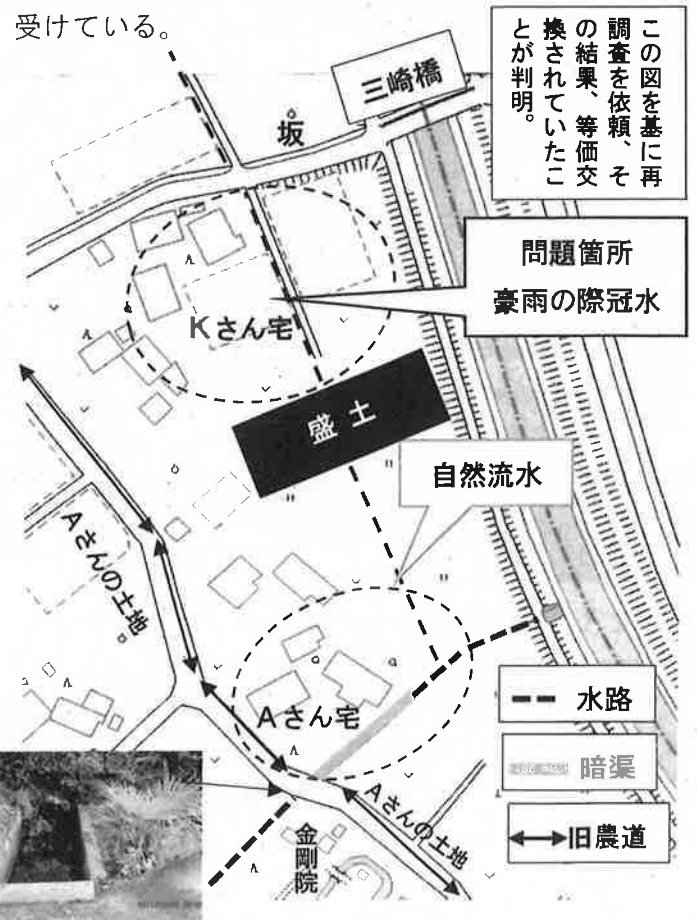 受けている。
この図を基に再
調査を依頼、そ
の結果、等価交
換されていたこ
とが判明。
三崎橋
坂
問題箇所
豪雨の際冠水
Kさん宅
盛土
自然流水
Aさんの土地
Aさん宅
水路
暗渠
旧農道
Aさんの土地
金剛院